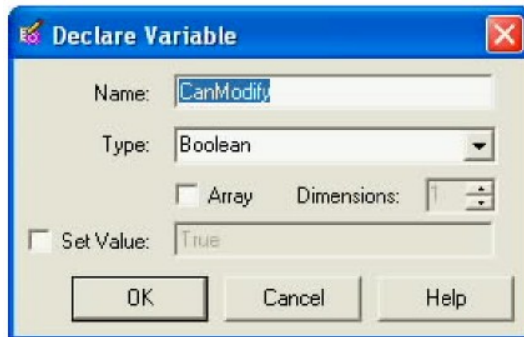 Declare Variable
Name: CanModify
Type: Boolean
Array Dimensions: 1
Set Value: True
OK Cancel Help